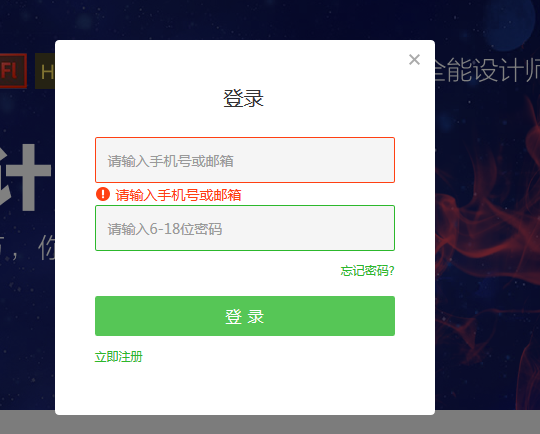 FI
H
全能设计师
×
登录
计
请输入手机号或邮箱
请输入手机号或邮箱
请输入6-18位密码
，你
忘记密码?
登 录
立即注册